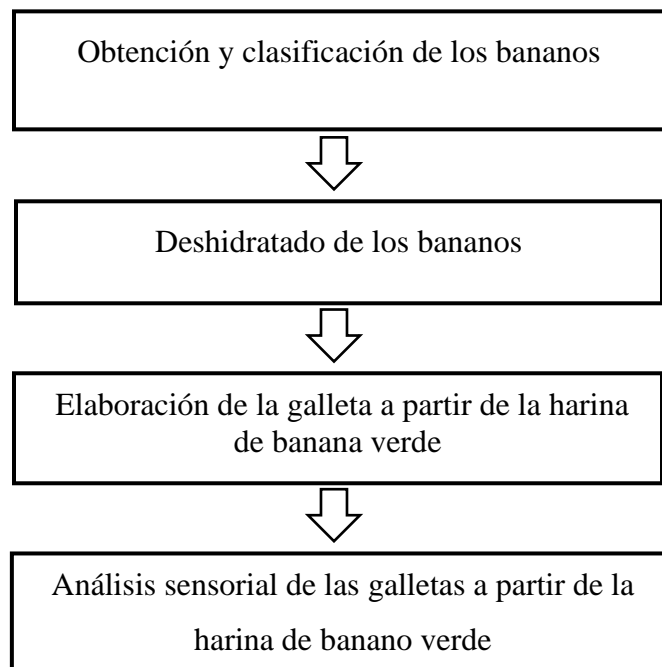 Obtención y clasificación de los bananos
Deshidratado de los bananos
Elaboración de la galleta a partir de la harina
de banana verde
Análisis sensorial de las galletas a partir de la
harina de banano verde